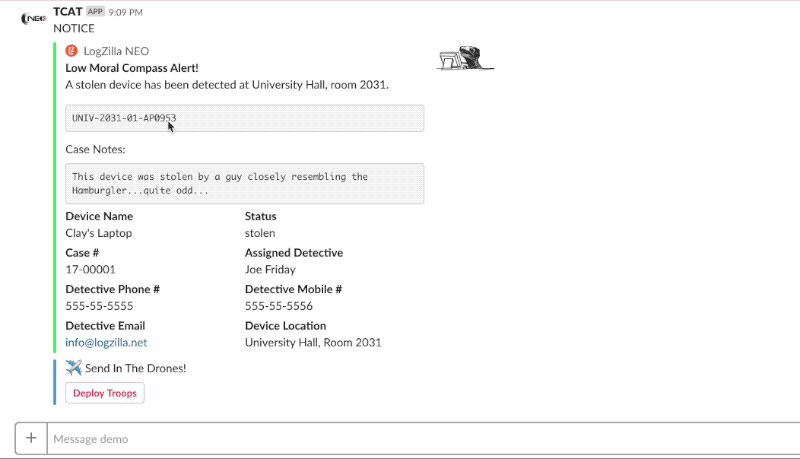 TCAT APP 9:09 PM
NEO
NOTICE
LogZilla NEO
Low Moral Compass Alert!
A stolen device has been detected at University Hall, room 2031.
UNIV-2031-01-AP09S3
Case Notes:
This device was stolen by a guy closely resembling the
Hamburgler...quite odd...
Device Name Status
Clay's Laptop stolen
Case # Assigned Detective
17-00001 Joe Friday
Detective Phone # Detective Mobile #
555-55-5555 555-55-5556
Detective Email Device Location
info@logzilla.net University Hall, Room 2031
Send In The Drones!
Deploy Troops
+ Message demo